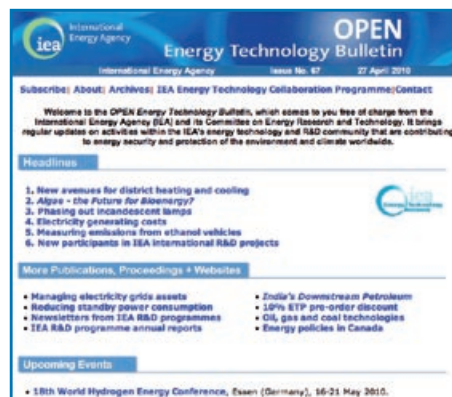 iea
International
Energy Agency
OPEN
Energy Technology Bulletin
International Energy Agency Issue No. 67 27 April 2010
Subscribe| About| Archives| IEA Energy Technology Collaboration Programme|Contact
Welcome to the OPEN Energy Technology Bulletin, which comes to you free of charge from the
International Energy Agency (IEA) and its Committee on Energy Research and Technology. It brings
regular updates on activities within the IEA's energy technology and R&D community that are contributing
to energy security and protection of the environment and climate worldwide.
Headlines
1. New avenues for district heating and cooling
2. Algae - the Future for Bioenergy?
3. Phasing out incandescent lamps
4. Electricity generating costs
5. Measuring emissions from ethanol vehicles
6. New participants in IEA international R&D projects
iea
Energy Technology
More Publications, Proceedings + Websites
• Managing electricity grids assets
• Reducing standby power consumption
• Newsletters from IEA R&D programmes
• IEA R&D programme annual reports
• India's Downstream Petroleum
• 10% ETP pre-order discount
• Oil, gas and coal technologies
• Energy policies in Canada
Upcoming Events
• 18th World Hydrogen Energy Conference, Essen (Germany), 16-21 May 2010.